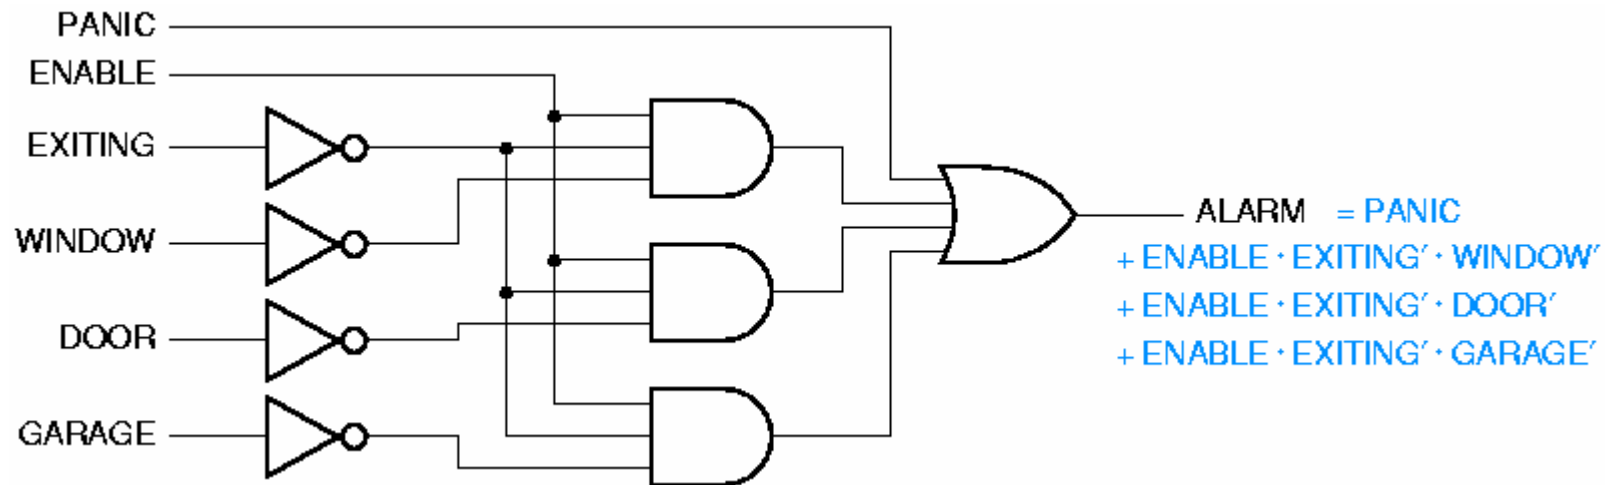 PANIC
ENABLE
EXITING
WINDOW
DOOR
GARAGE
ALARM = PANIC
+ ENABLE · EXITING′ · WINDOW′
+ ENABLE · EXITING′ · DOOR′
+ ENABLE · EXITING′ · GARAGE′